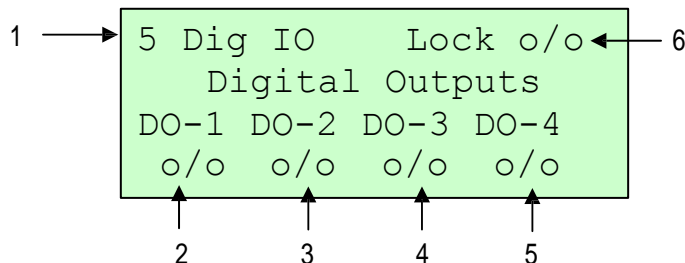 1 5 Dig IO Lock o/o 6
Digital Outputs
DO-1 DO-2 DO-3 DO-4
o/o o/o o/o o/o
2 3 4 5